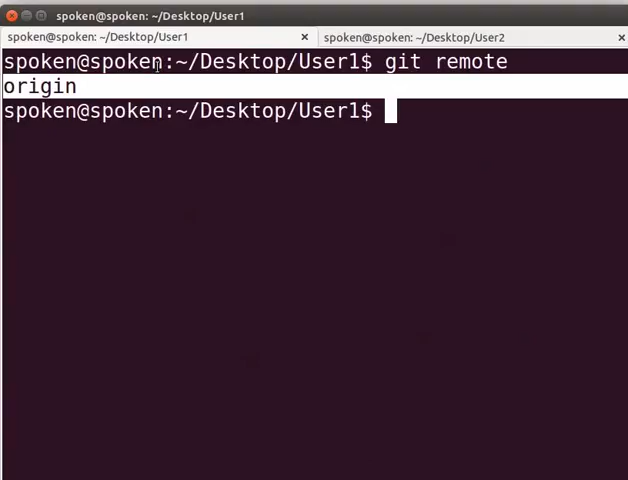 spoken@spoken: ~/Desktop/User1
spoken@spoken: ~/Desktop/User1 × spoken@spoken: ~/Desktop/User2 ×
spoken@spoken:~/Desktop/User1$ git remote
origin
spoken@spoken:~/Desktop/User1$